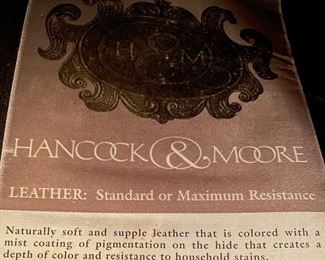 H & M
HANCOCK & MOORE
LEATHER: Standard or Maximum Resistance
Naturally soft and supple leather that is colored with a
mist coating of pigmentation on the hide that creates a
depth of color and resistance to household stains.